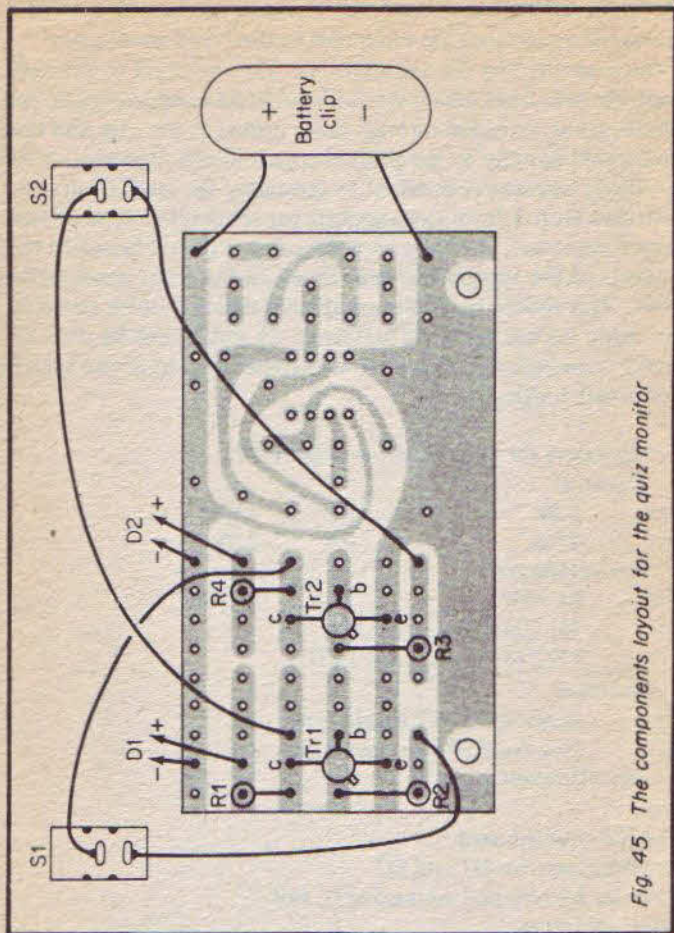 S1
S2
D1
D2
− +
− +
R1
R4
+
Battery
clip
−
c
Tr1
b
e
c
Tr2
b
e
R2
R3
Fig. 45 The components layout for the quiz monitor